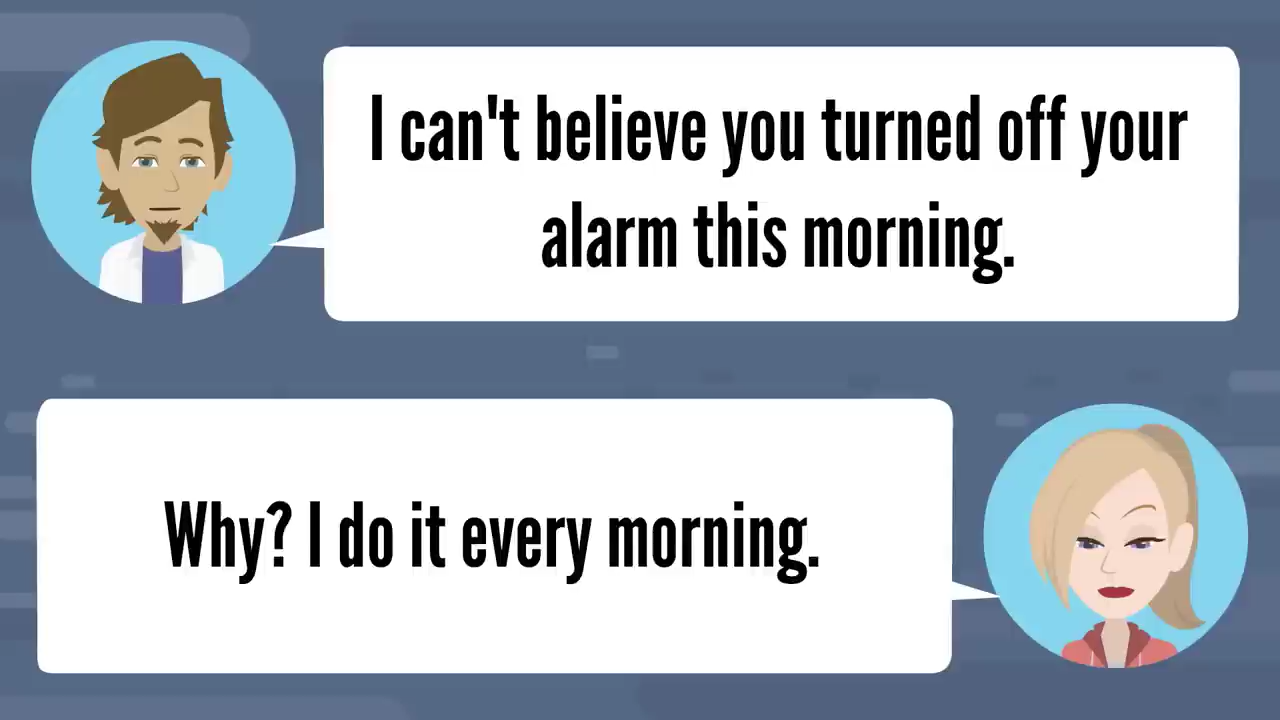 I can't believe you turned off your
alarm this morning.
Why? I do it every morning.